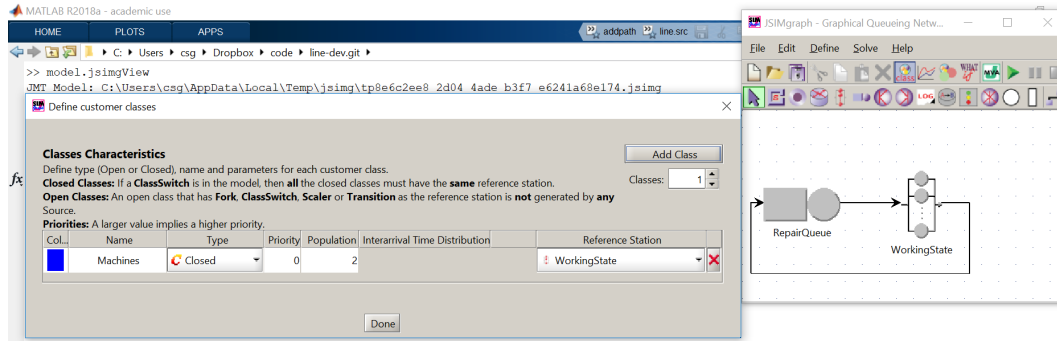 MATLAB R2018a - academic use
HOME PLOTS APPS addpath line.src
C: Users csg Dropbox code line-dev.git
>> model.jsimgView
JMT Model: C:\Users\csg\AppData\Local\Temp\jsimg\tp8e6c2ee8_2d04_4ade_b3f7_e6241a68e174.jsimg
fx
Define customer classes
Classes Characteristics
Define type (Open or Closed), name and parameters for each customer class.
Closed Classes: If a ClassSwitch is in the model, then all the closed classes must have the same reference station.
Open Classes: An open class that has Fork, ClassSwitch, Scaler or Transition as the reference station is not generated by any
Source.
Priorities: A larger value implies a higher priority.
Add Class
Classes: 1
Col... Name Type Priority Population Interarrival Time Distribution Reference Station
Machines C Closed 0 2 WorkingState
Done
JSIMgraph - Graphical Queueing Netw...
File Edit Define Solve Help
CLASS WHAT IF MVA
LOG
RepairQueue
WorkingState